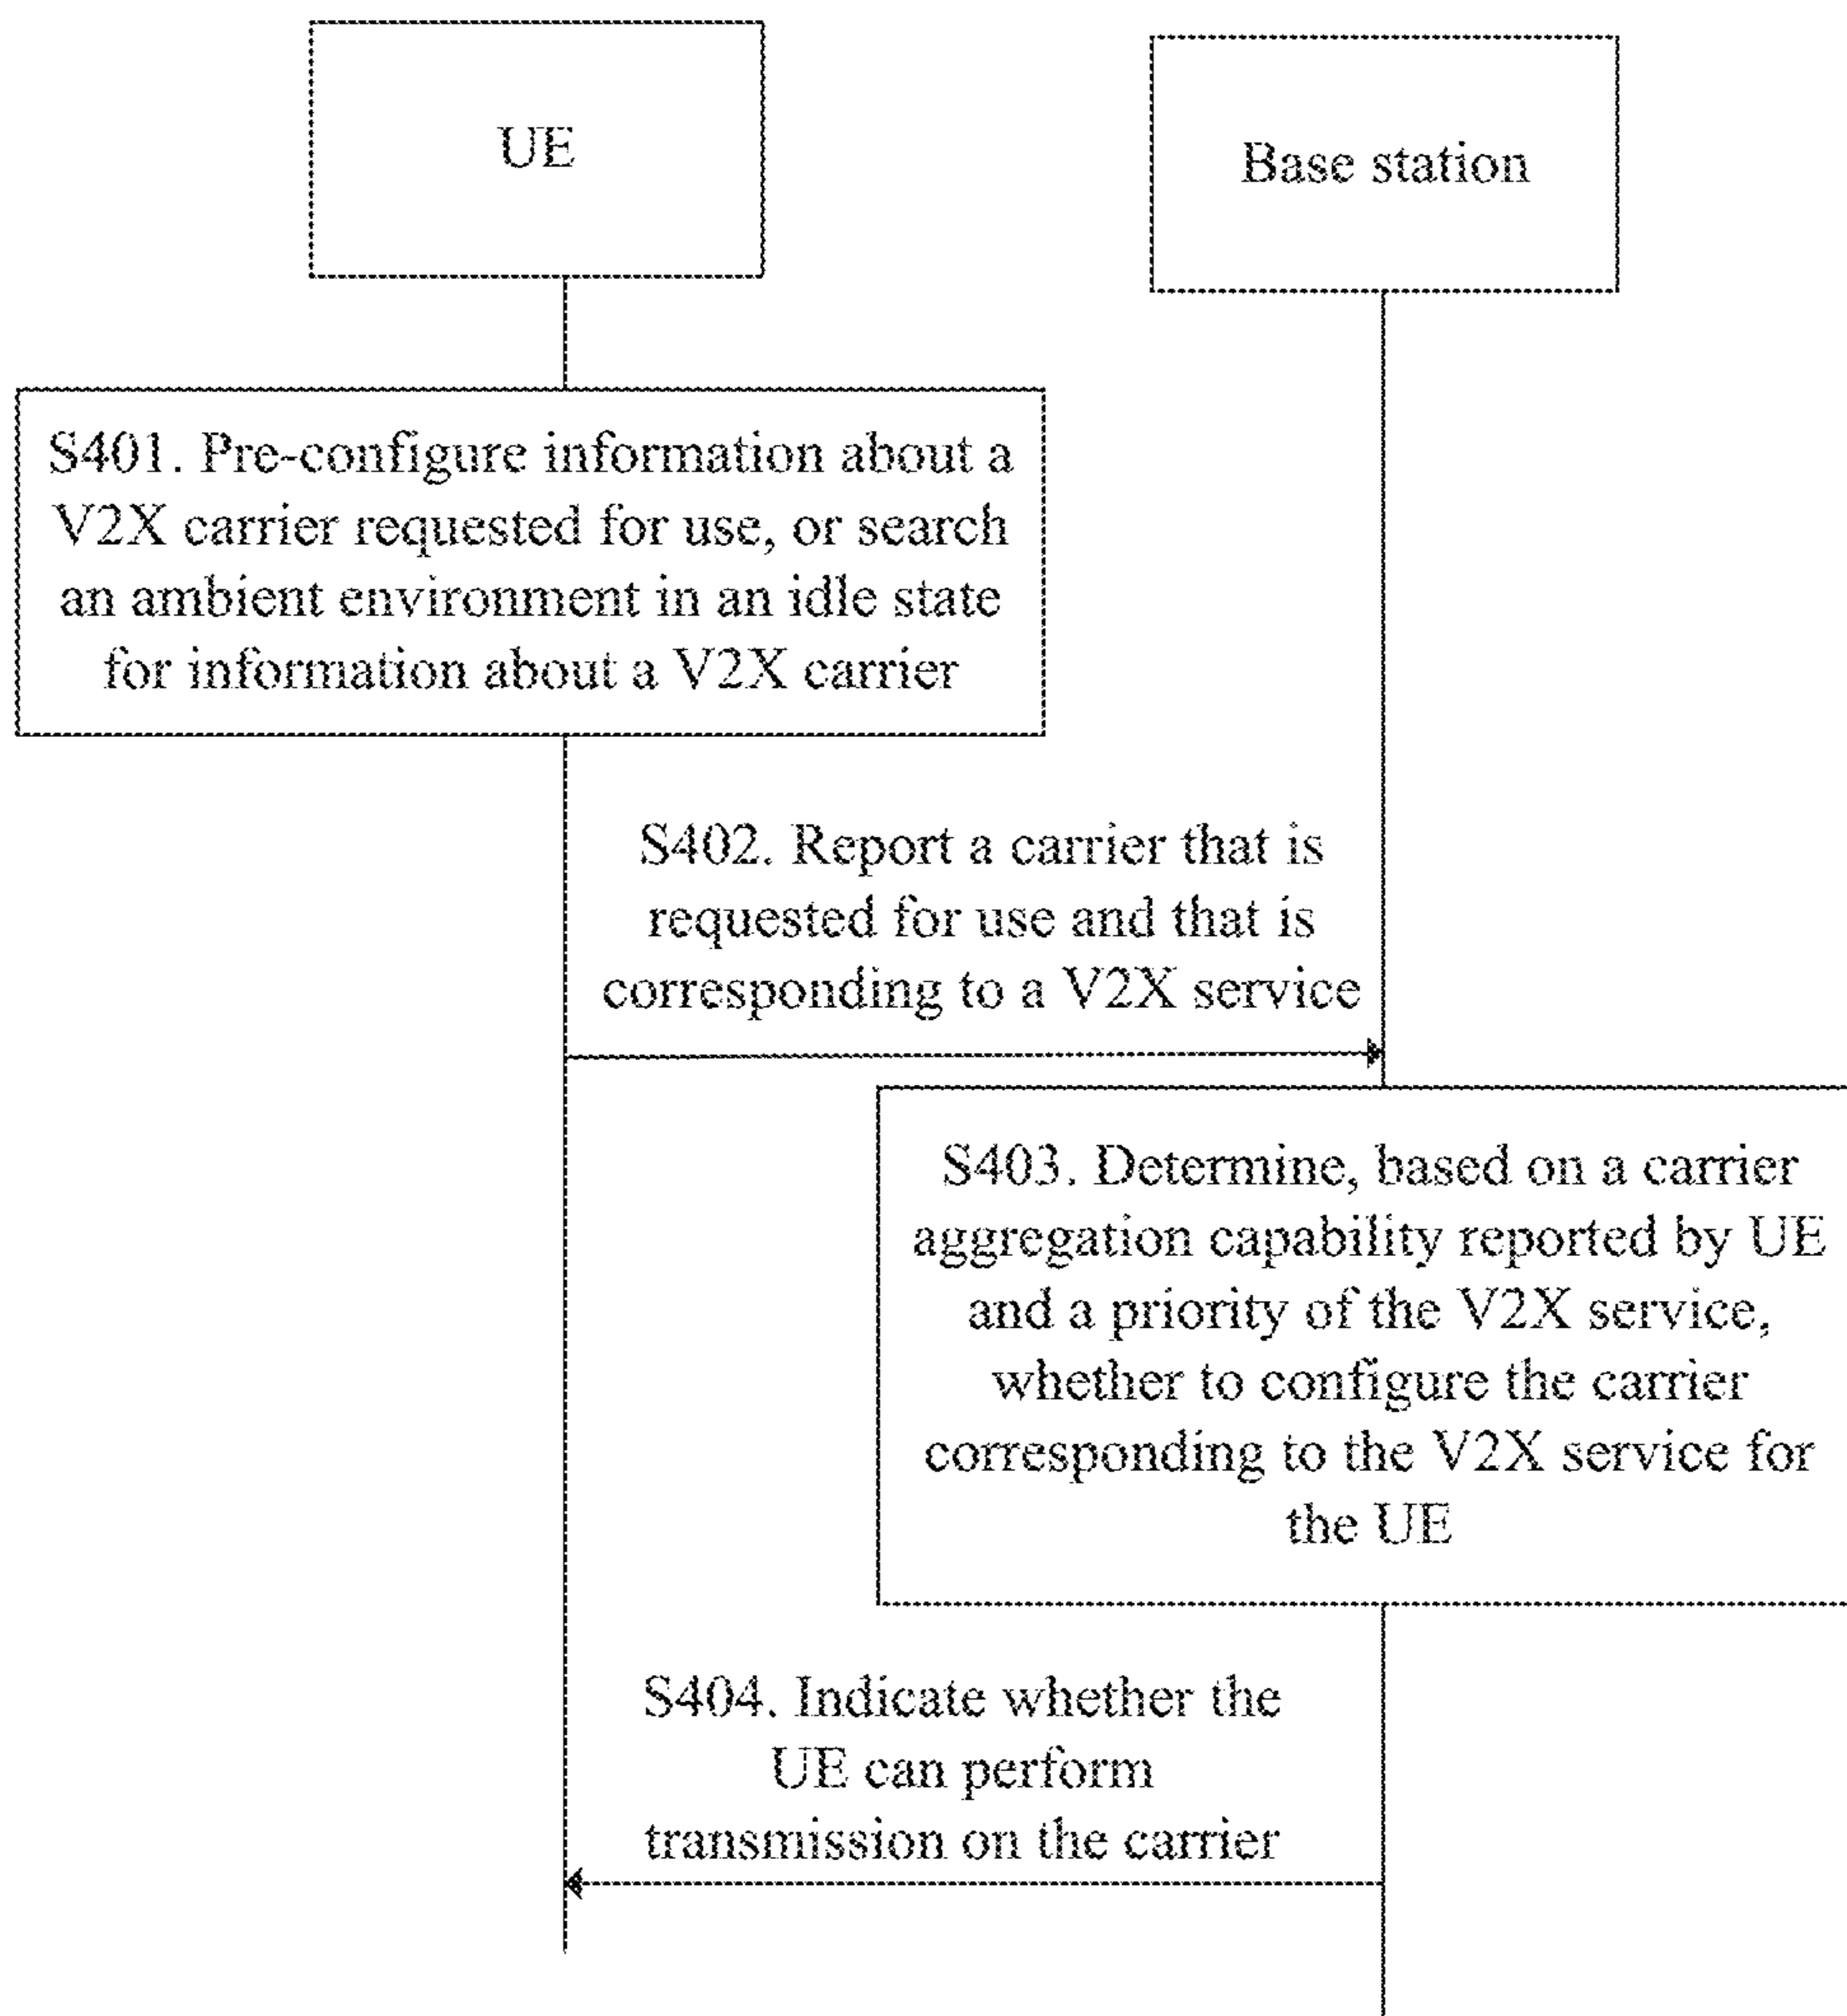 UE
Base station
S401. Pre-configure information about a
V2X carrier requested for use, or search
an ambient environment in an idle state
for information about a V2X carrier
S402. Report a carrier that is
requested for use and that is
corresponding to a V2X service
S403. Determine, based on a carrier
aggregation capability reported by UE
and a priority of the V2X service,
whether to configure the carrier
corresponding to the V2X service for
the UE
S404. Indicate whether the
UE can perform
transmission on the carrier